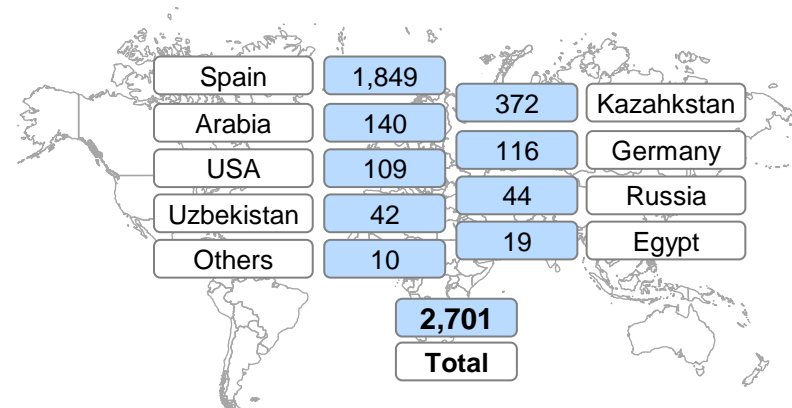 Spain 1,849
372 Kazahkstan
Arabia 140
116 Germany
USA 109
44 Russia
Uzbekistan 42
19 Egypt
Others 10
2,701
Total